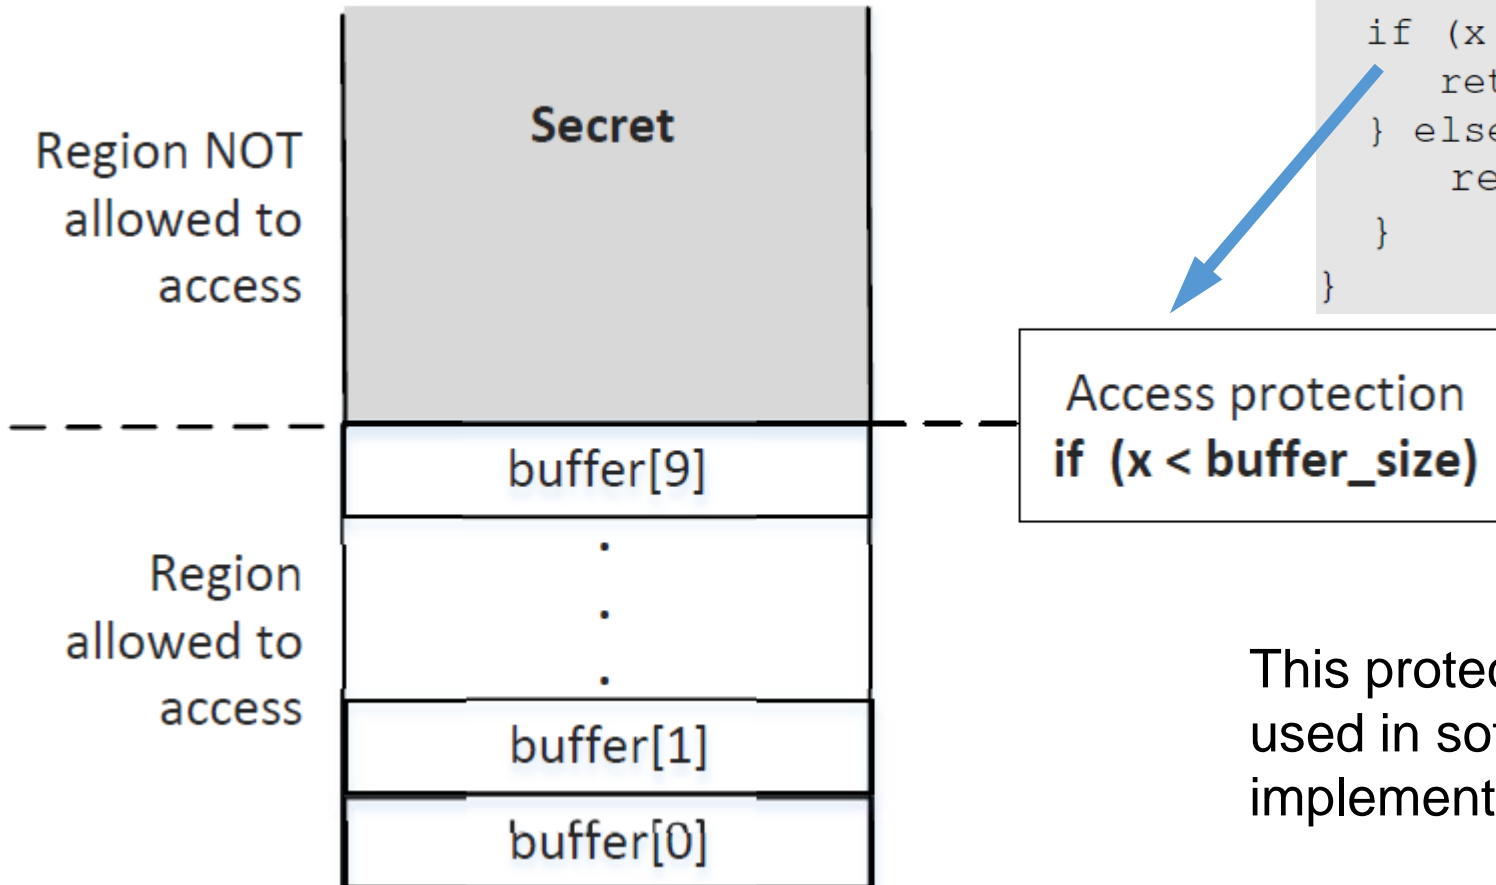 Region NOT
allowed to
access
Secret
if (x
ret
} else
re
}
}
Access protection
if (x < buffer_size)
buffer[9]
.
.
.
Region
allowed to
access
buffer[1]
buffer[0]
This protec
used in sof
implement